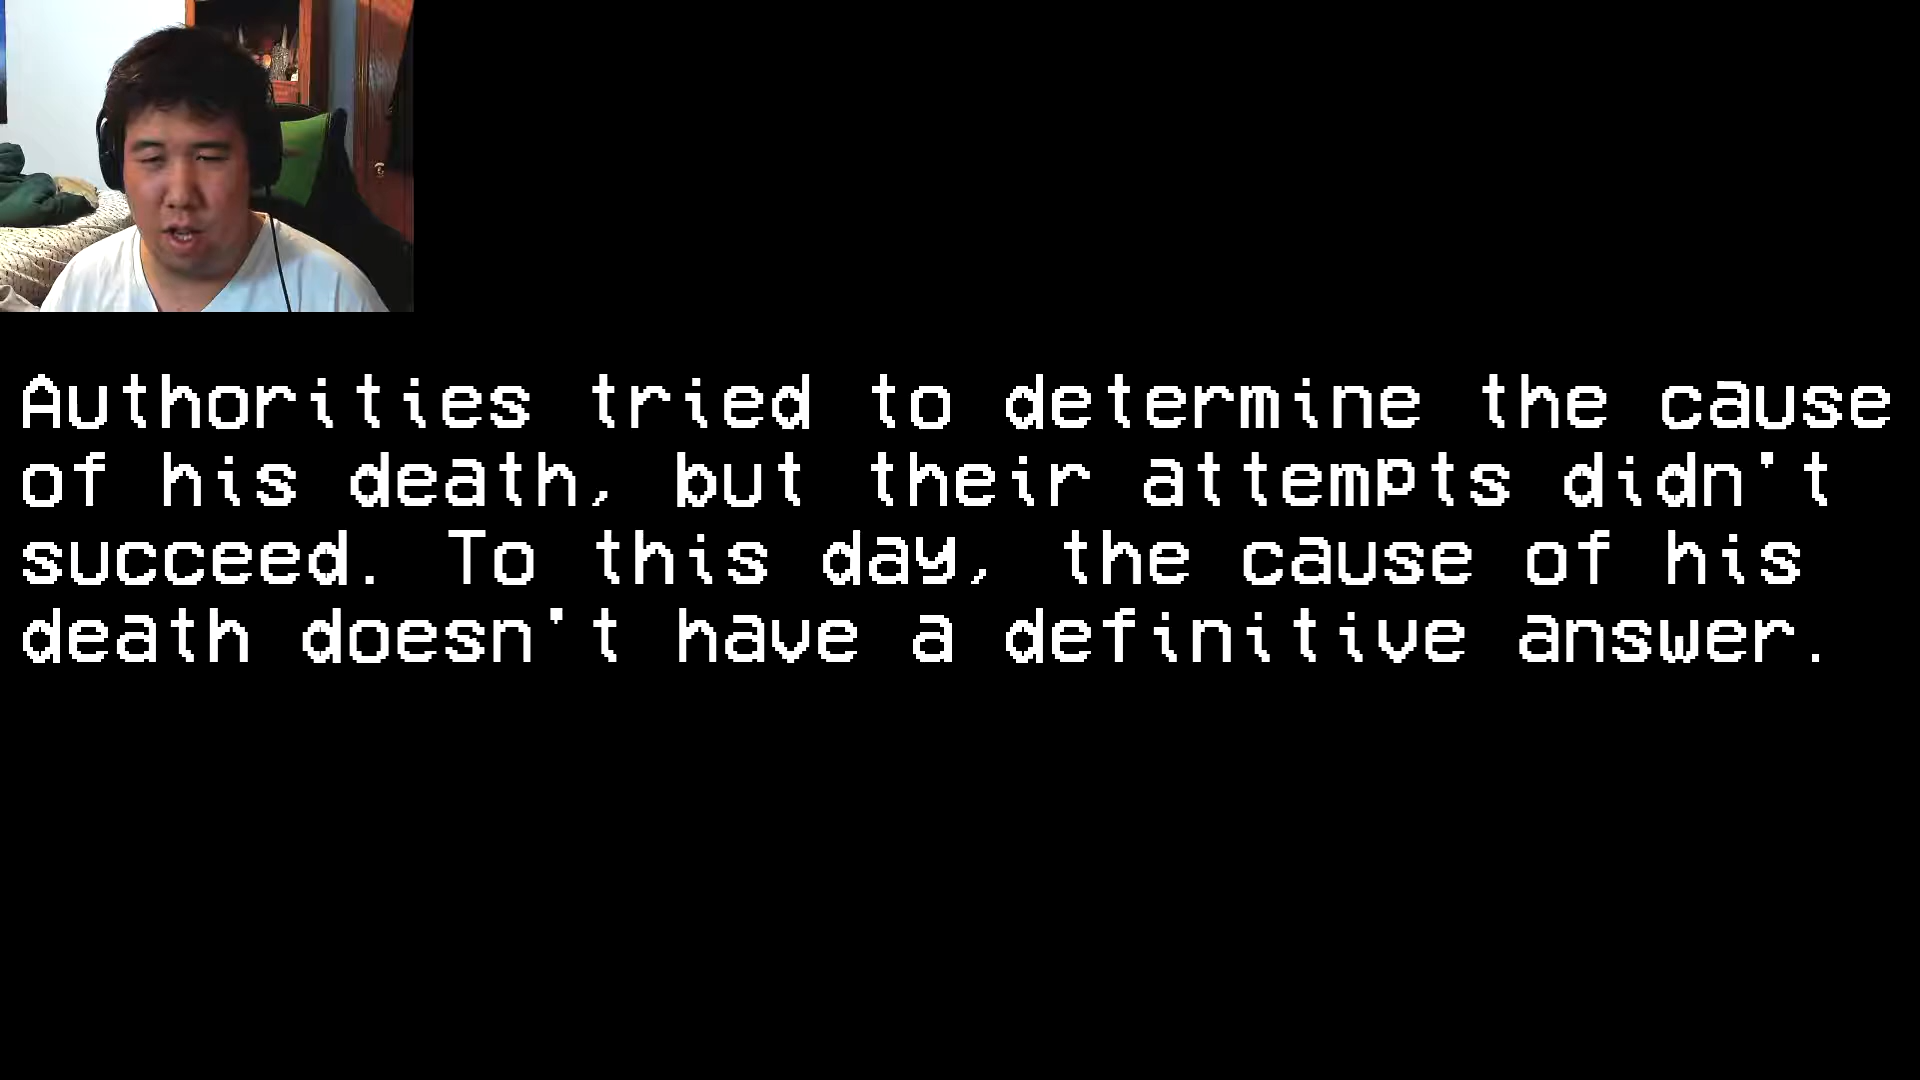 Authorities tried to determine the cause
of his death, but their attempts didn't
succeed. To this day, the cause of his
death doesn't have a definitive answer.